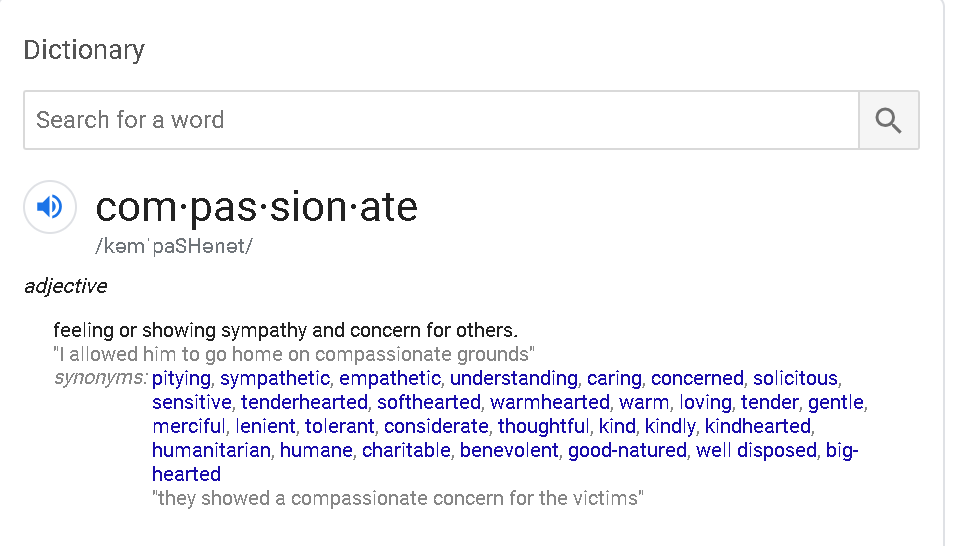 Dictionary
Search for a word
com·pas·sion·ate
/kəmˈpaSHənət/
adjective
feeling or showing sympathy and concern for others.
"I allowed him to go home on compassionate grounds"
synonyms: pitying, sympathetic, empathetic, understanding, caring, concerned, solicitous,
sensitive, tenderhearted, softhearted, warmhearted, warm, loving, tender, gentle,
merciful, lenient, tolerant, considerate, thoughtful, kind, kindly, kindhearted,
humanitarian, humane, charitable, benevolent, good-natured, well disposed, big-
hearted
"they showed a compassionate concern for the victims"